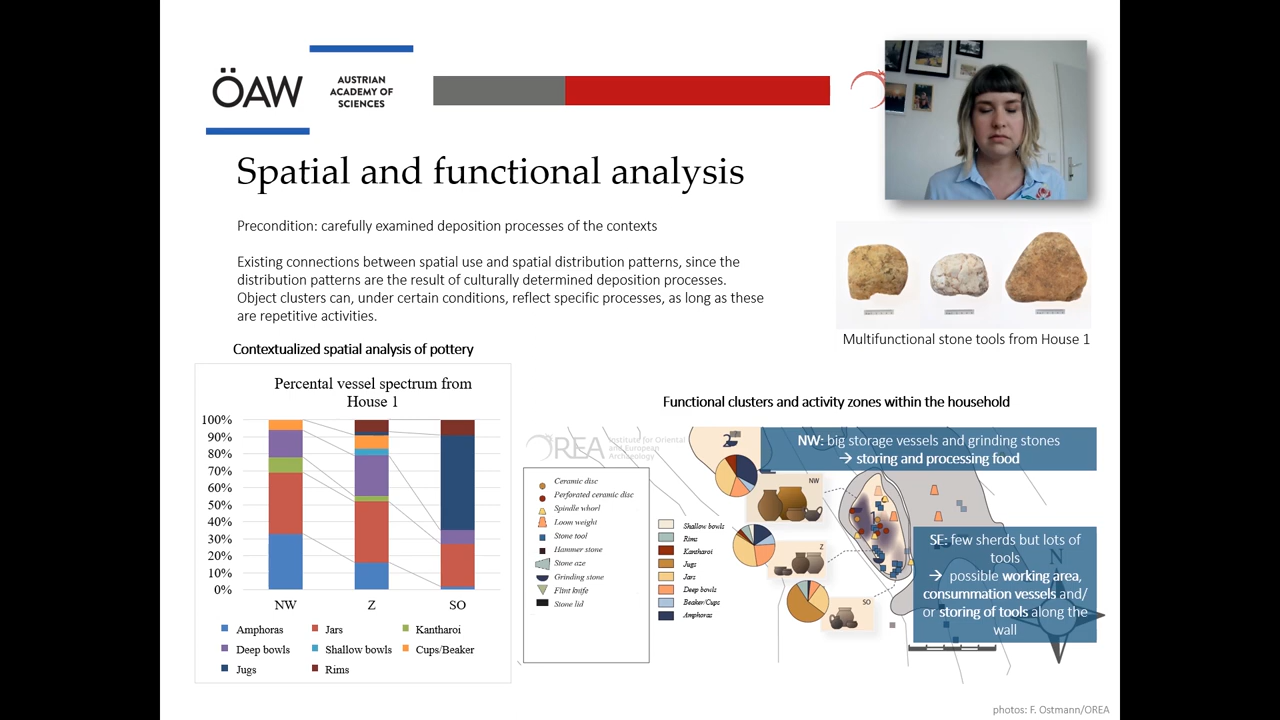 ÖAW
AUSTRIAN
ACADEMY OF
SCIENCES
Spatial and functional analysis
Precondition: carefully examined deposition processes of the contexts
Existing connections between spatial use and spatial distribution patterns, since the
distribution patterns are the result of culturally determined deposition processes.
Object clusters can, under certain conditions, reflect specific processes, as long as these
are repetitive activities.
Multifunctional stone tools from House 1
Contextualized spatial analysis of pottery
Percental vessel spectrum from
House 1
100%
90%
80%
70%
60%
50%
40%
30%
20%
10%
0%
NW
Z
SO
Amphoras
Jars
Kantharoi
Deep bowls
Shallow bowls
Cups/Beaker
Jugs
Rims
Functional clusters and activity zones within the household
OREA
Institute for Oriental
and European
Archaeology
Ceramic disc
Perforated ceramic disc
Spindle whorl
Loom weight
Stone tool
Hammer stone
Stone axe
Grinding stone
Flint knife
Stone lid
Shallow bowls
Rims
Kantharoi
Jugs
Jars
Deep bowls
Beaker/Cups
Amphoras
2
NW
Z
SO
1
NW: big storage vessels and grinding stones
→ storing and processing food
SE: few sherds but lots of
tools
→ possible working area,
consummation vessels and/
or storing of tools along the
wall
N
photos: F. Ostmann/OREA